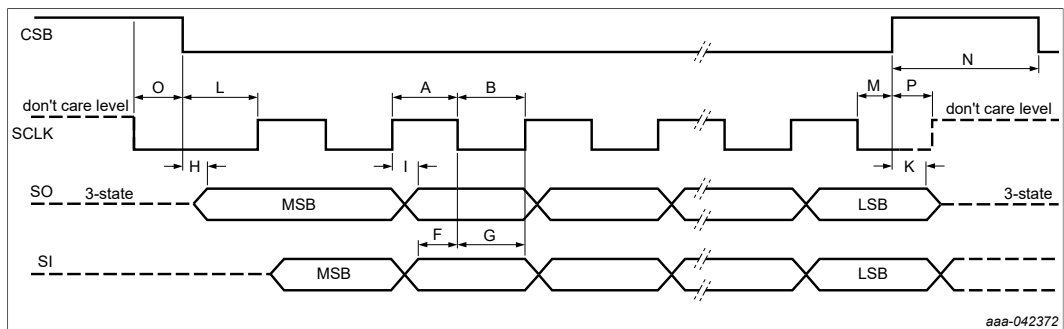 CSB
N
O L A B M P
don't care level
don't care level
SCLK
H I K
SO 3-state MSB LSB 3-state
F G
SI MSB LSB
aaa-042372